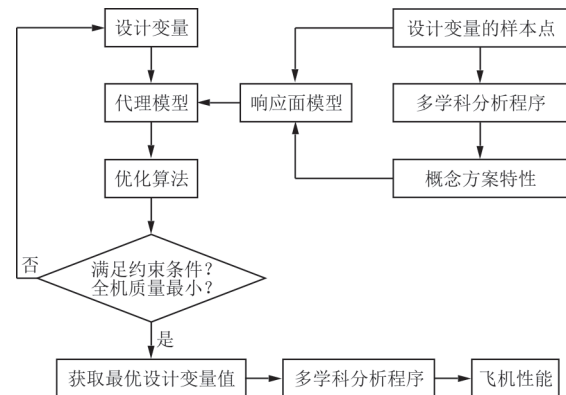 设计变量
设计变量的样本点
代理模型
响应面模型
多学科分析程序
优化算法
概念方案特性
否
满足约束条件?
全机质量最小?
是
获取最优设计变量值
多学科分析程序
飞机性能